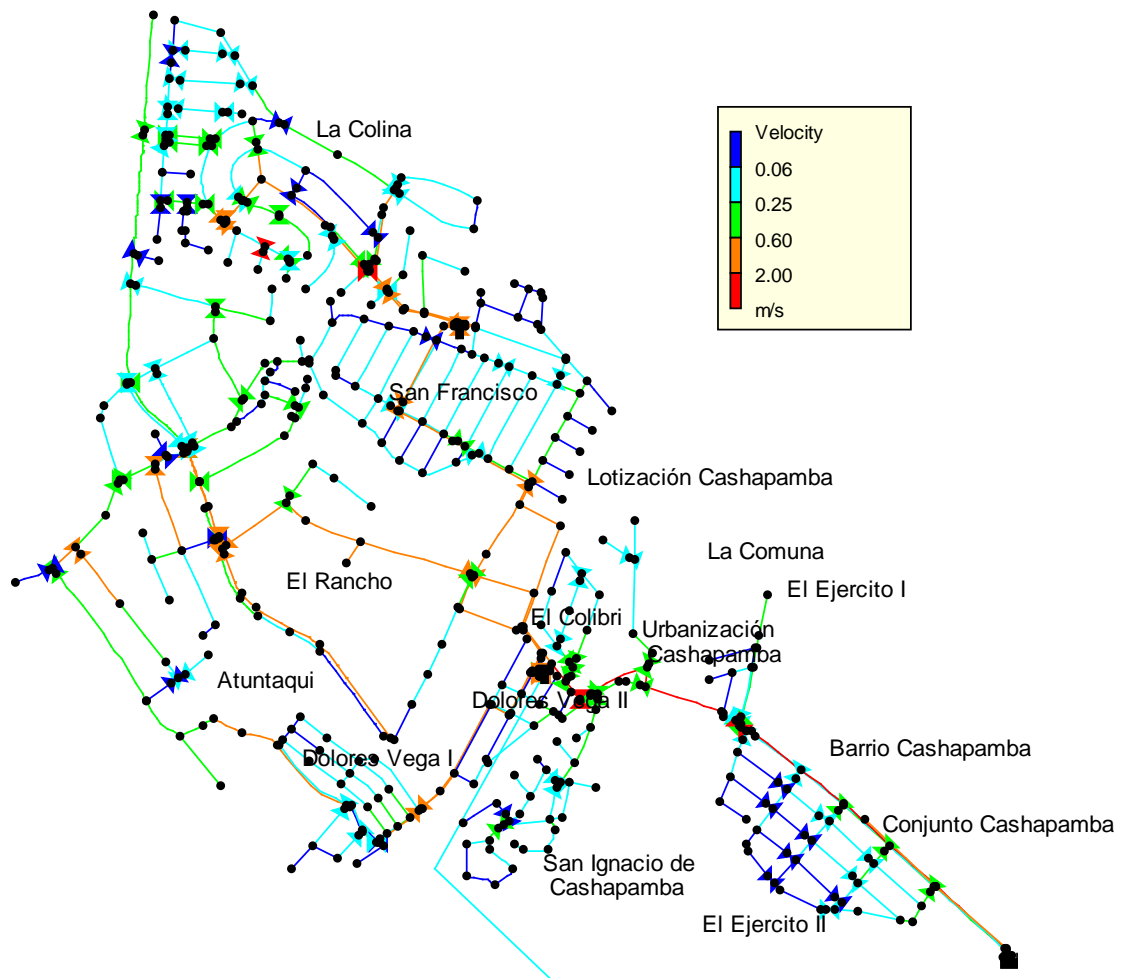 La Colina
Velocity
0.06
0.25
0.60
2.00
m/s
San Francisco
Lotización Cashapamba
La Comuna
El Rancho
El Ejercito I
El Colibri
Urbanización
Cashapamba
Atuntaqui
Dolores Vega II
Dolores Vega I
Barrio Cashapamba
Conjunto Cashapamba
San Ignacio de
Cashapamba
El Ejercito II